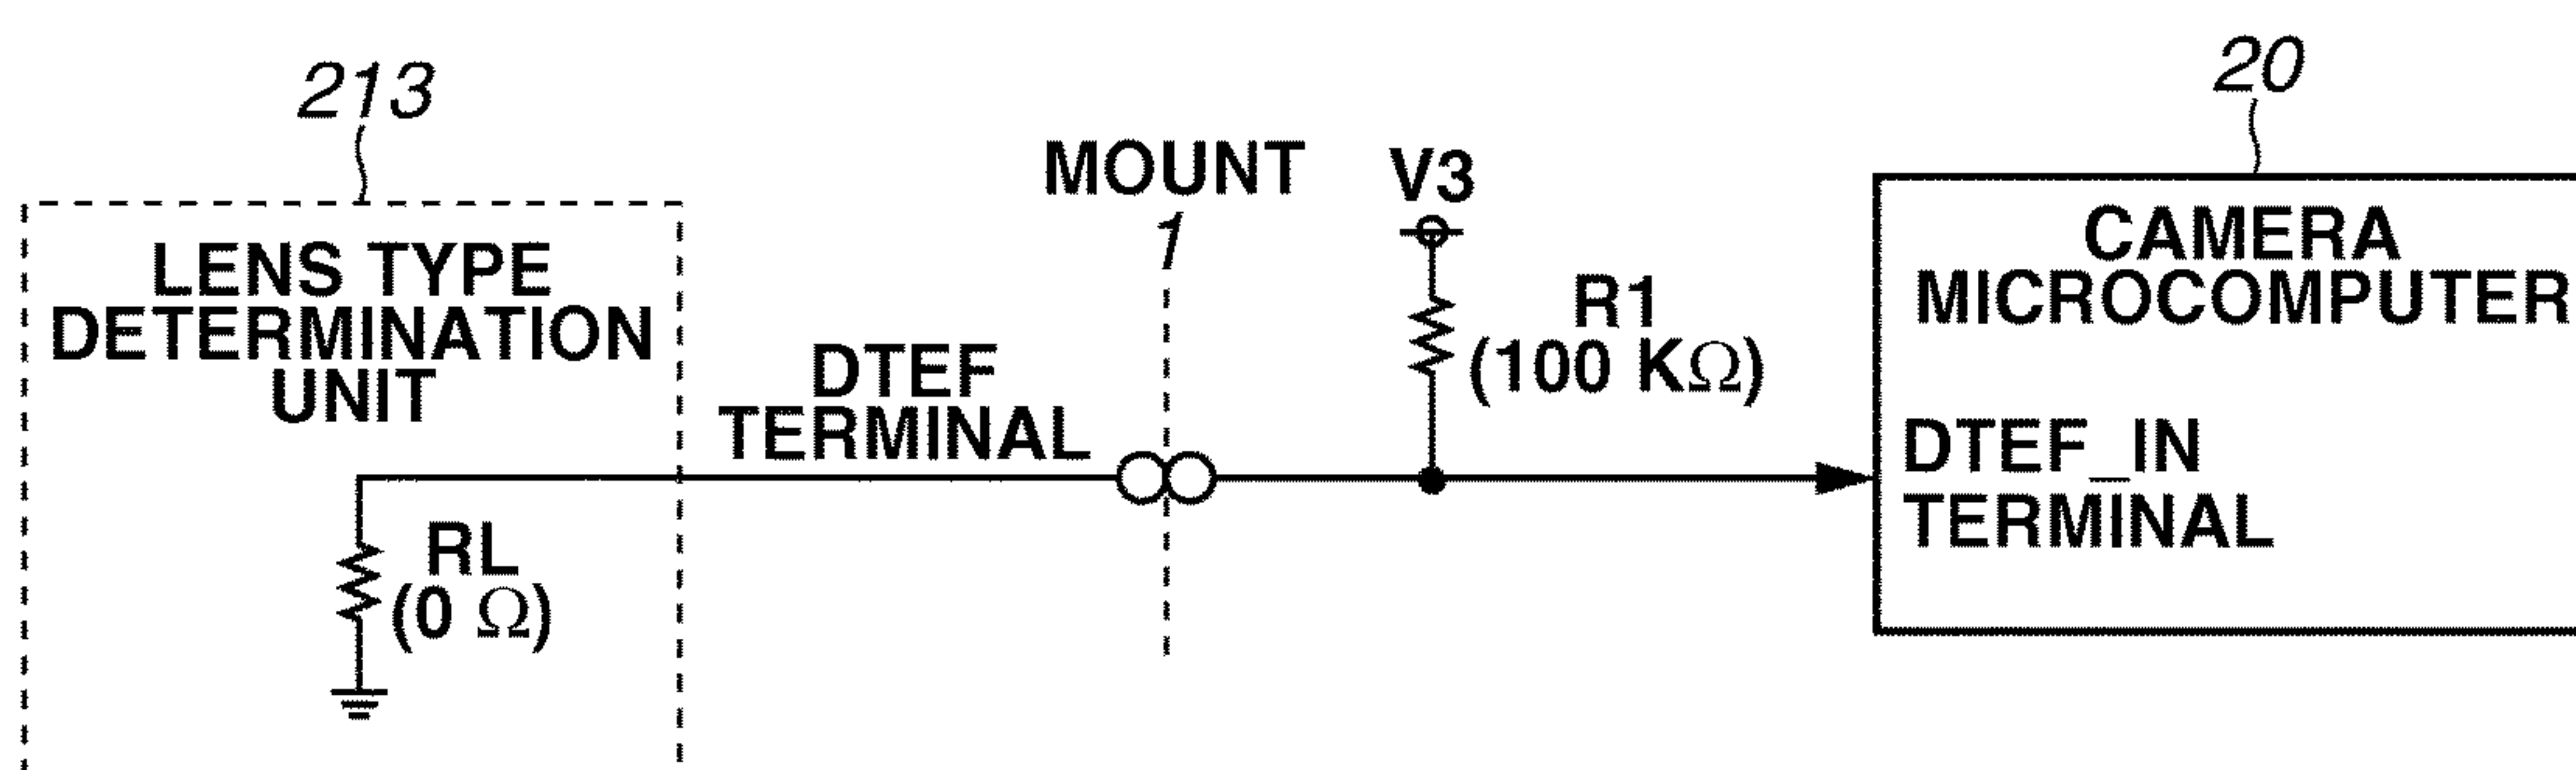 213
20
MOUNT
1
V3
LENS TYPE
DETERMINATION
UNIT
CAMERA
MICROCOMPUTER
R1
(100 KΩ)
DTEF
TERMINAL
DTEF_IN
TERMINAL
RL
(0 Ω)